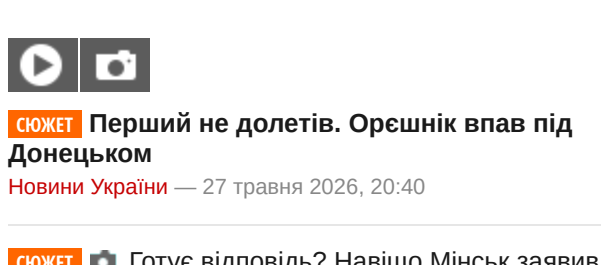 СЮЖЕТ Перший не долетів. Орєшнік впав під
Донецьком
Новини України — 27 травня 2026, 20:40
СЮЖЕТ Готує відповідь? Навіщо Мінськ заявив